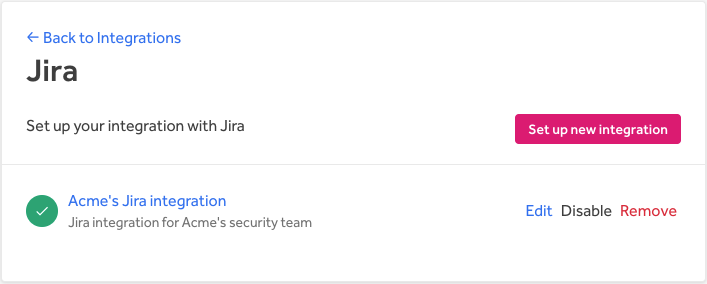 ← Back to Integrations
Jira
Set up your integration with Jira
Set up new integration
Acme's Jira integration
Jira integration for Acme's security team
Edit Disable Remove